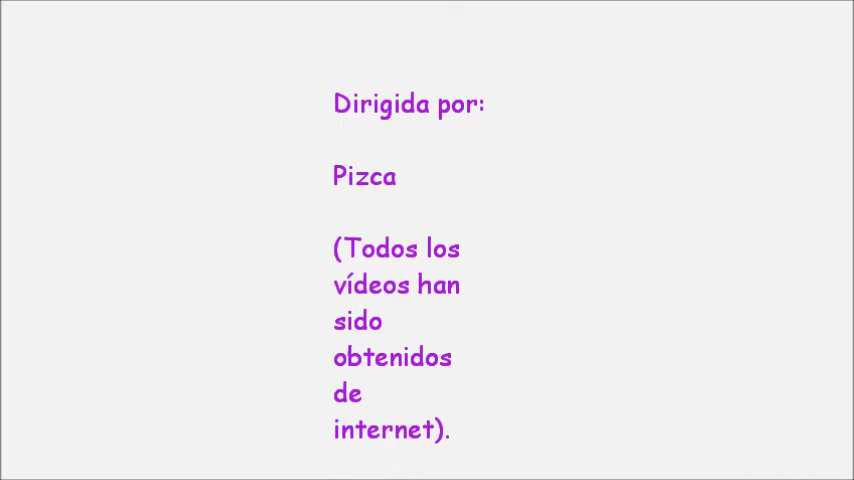 Dirigida por:
Pizca
(Todos los
vídeos han
sido
obtenidos
de
internet).